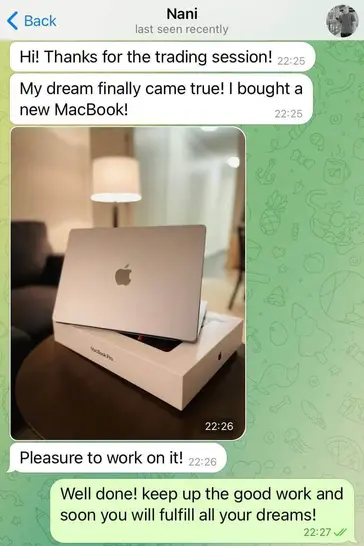 Back
Nani
last seen recently
Hi! Thanks for the trading session! 22:25
My dream finally came true! I bought a
new MacBook!
22:25
MacBook Pro
22:26
Pleasure to work on it! 22:26
Well done! keep up the good work and
soon you will fulfill all your dreams!
22:27